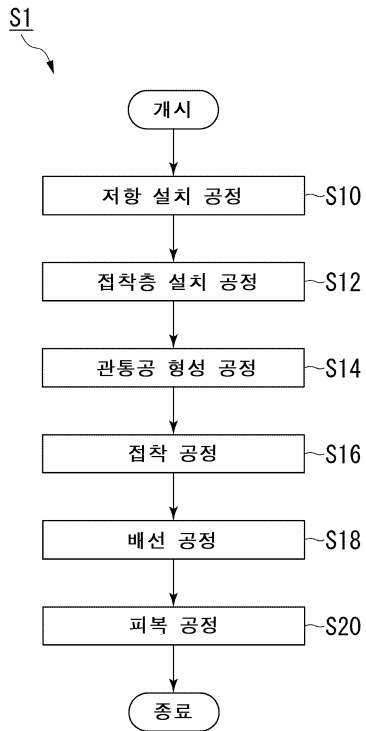 S1
개시
저항 설치 공정 S10
접착층 설치 공정 S12
관통공 형성 공정 S14
접착 공정 S16
배선 공정 S18
피복 공정 S20
종료